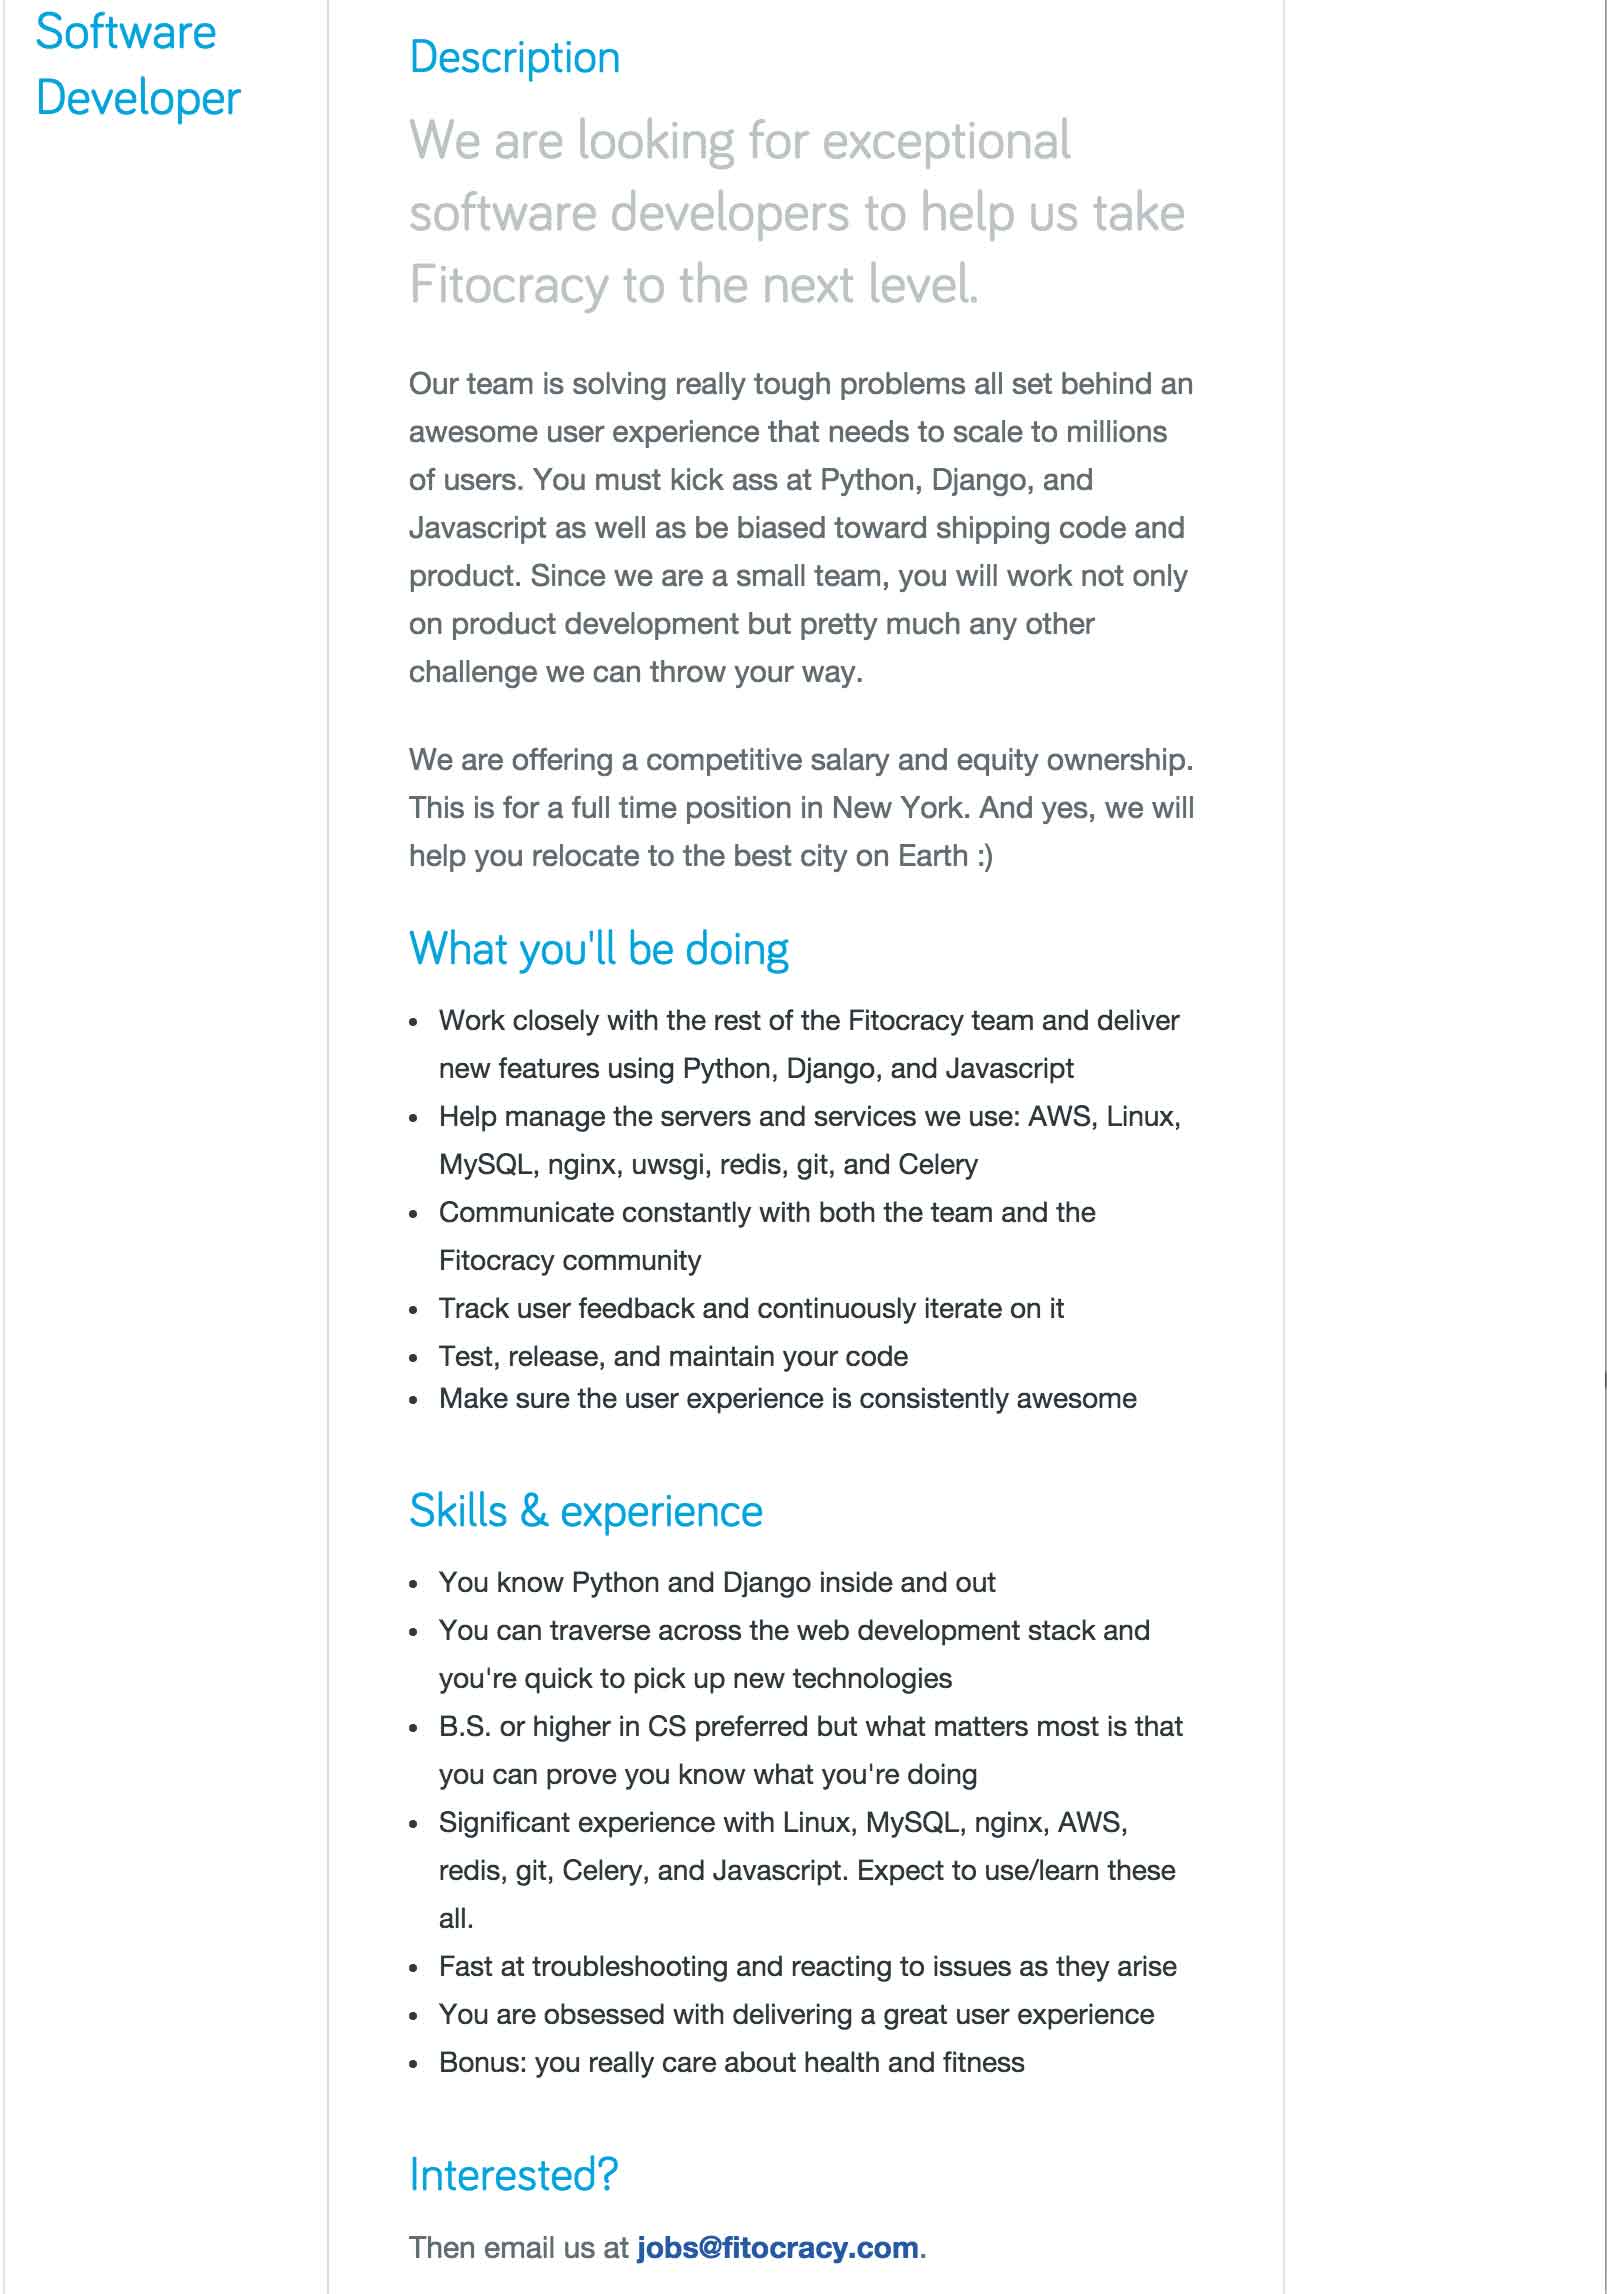 Software
Developer
Description
We are looking for exceptional
software developers to help us take
Fitocracy to the next level.
Our team is solving really tough problems all set behind an
awesome user experience that needs to scale to millions
of users. You must kick ass at Python, Django, and
Javascript as well as be biased toward shipping code and
product. Since we are a small team, you will work not only
on product development but pretty much any other
challenge we can throw your way.
We are offering a competitive salary and equity ownership.
This is for a full time position in New York. And yes, we will
help you relocate to the best city on Earth :)
What you'll be doing
• Work closely with the rest of the Fitocracy team and deliver
new features using Python, Django, and Javascript
• Help manage the servers and services we use: AWS, Linux,
MySQL, nginx, uwsgi, redis, git, and Celery
• Communicate constantly with both the team and the
Fitocracy community
• Track user feedback and continuously iterate on it
• Test, release, and maintain your code
• Make sure the user experience is consistently awesome
Skills & experience
• You know Python and Django inside and out
• You can traverse across the web development stack and
you're quick to pick up new technologies
• B.S. or higher in CS preferred but what matters most is that
you can prove you know what you're doing
• Significant experience with Linux, MySQL, nginx, AWS,
redis, git, Celery, and Javascript. Expect to use/learn these
all.
• Fast at troubleshooting and reacting to issues as they arise
• You are obsessed with delivering a great user experience
• Bonus: you really care about health and fitness
Interested?
Then email us at jobs@fitocracy.com.